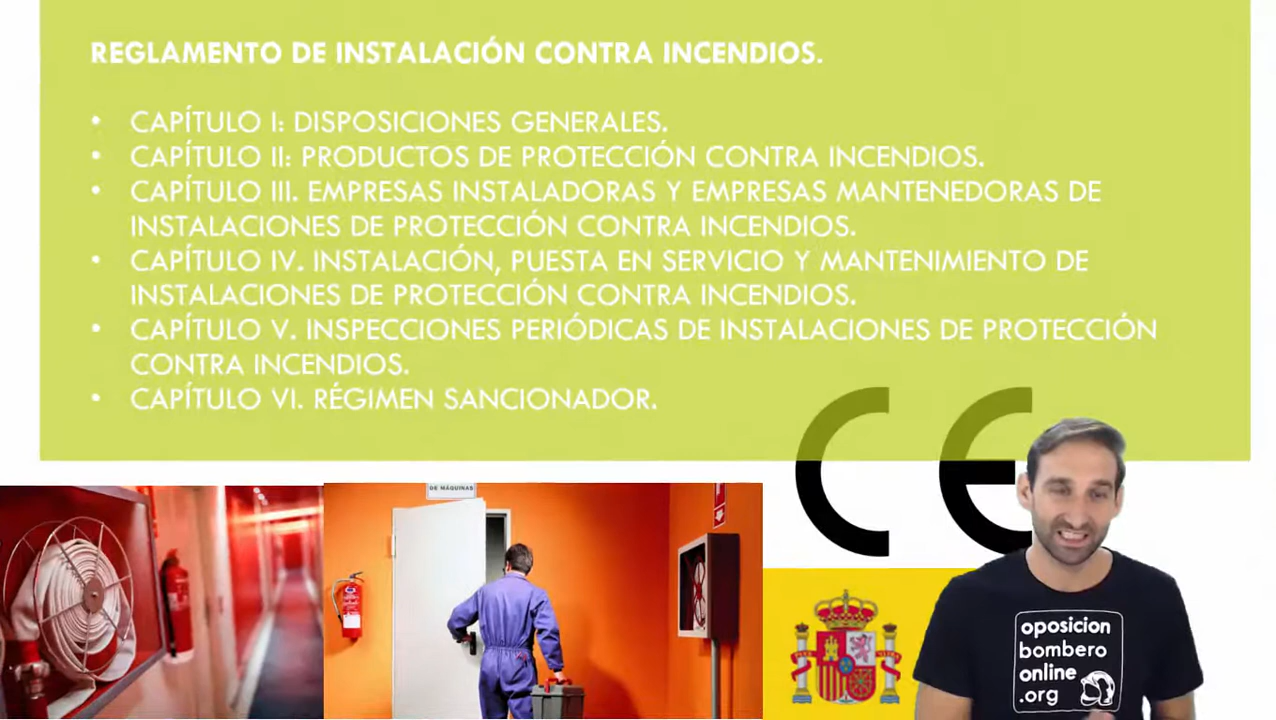 REGLAMENTO DE INSTALACIÓN CONTRA INCENDIOS.
• CAPÍTULO I: DISPOSICIONES GENERALES.
• CAPÍTULO II: PRODUCTOS DE PROTECCIÓN CONTRA INCENDIOS.
• CAPÍTULO III. EMPRESAS INSTALADORAS Y EMPRESAS MANTENEDORAS DE
INSTALACIONES DE PROTECCIÓN CONTRA INCENDIOS.
• CAPÍTULO IV. INSTALACIÓN, PUESTA EN SERVICIO Y MANTENIMIENTO DE
INSTALACIONES DE PROTECCIÓN CONTRA INCENDIOS.
• CAPÍTULO V. INSPECCIONES PERIÓDICAS DE INSTALACIONES DE PROTECCIÓN
CONTRA INCENDIOS.
• CAPÍTULO VI. RÉGIMEN SANCIONADOR.
CE
DE MÁQUINAS
oposicion
bombero
online
.org